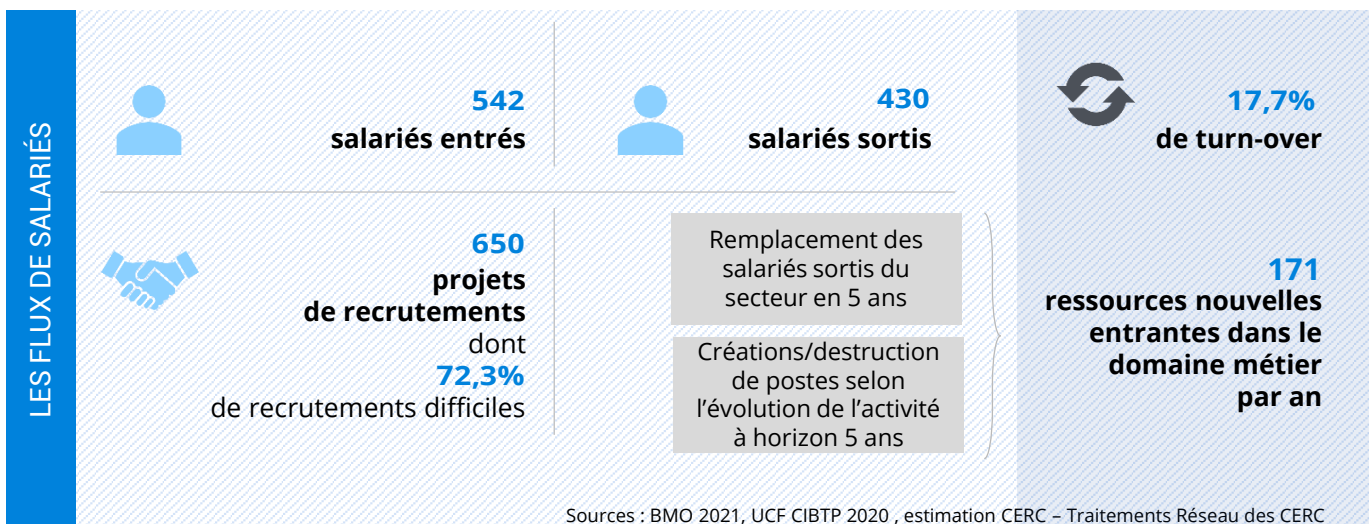 LES FLUX DE SALARIÉS
542
salariés entrés
430
salariés sortis
17,7%
de turn-over
650
projets
de recrutements
dont
72,3%
de recrutements difficiles
Remplacement des
salariés sortis du
secteur en 5 ans
Créations/destruction
de postes selon
l'évolution de l'activité
à horizon 5 ans
171
ressources nouvelles
entrantes dans le
domaine métier
par an
Sources : BMO 2021, UCF CIBTP 2020 , estimation CERC – Traitements Réseau des CERC